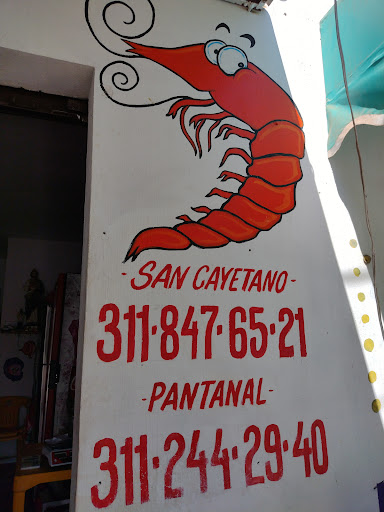 -SAN CAYETANO-
311·847·65·21
-PANTANAL-
311·244·29·40